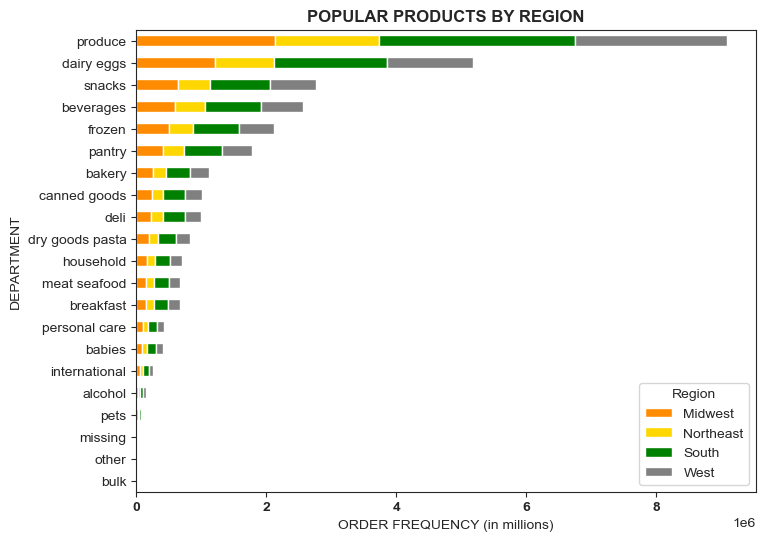 POPULAR PRODUCTS BY REGION
DEPARTMENT
produce
dairy eggs
snacks
beverages
frozen
pantry
bakery
canned goods
deli
dry goods pasta
household
meat seafood
breakfast
personal care
babies
international
alcohol
pets
missing
other
bulk
Region
Midwest
Northeast
South
West
0 2 4 6 8
1e6
ORDER FREQUENCY (in millions)